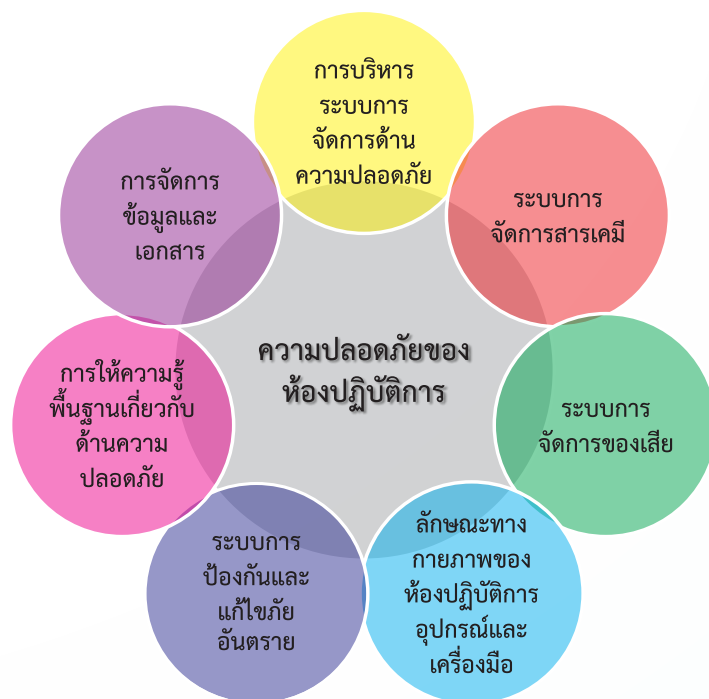 การบริหาร
ระบบการ
จัดการด้าน
ความปลอดภัย
ระบบการ
จัดการสารเคมี
ระบบการ
จัดการของเสีย
ลักษณะทาง
กายภาพของ
ห้องปฏิบัติการ
อุปกรณ์และ
เครื่องมือ
ระบบการ
ป้องกันและ
แก้ไขภัย
อันตราย
การให้ความรู้
พื้นฐานเกี่ยวกับ
ด้านความ
ปลอดภัย
การจัดการ
ข้อมูลและ
เอกสาร
ความปลอดภัยของ
ห้องปฏิบัติการ